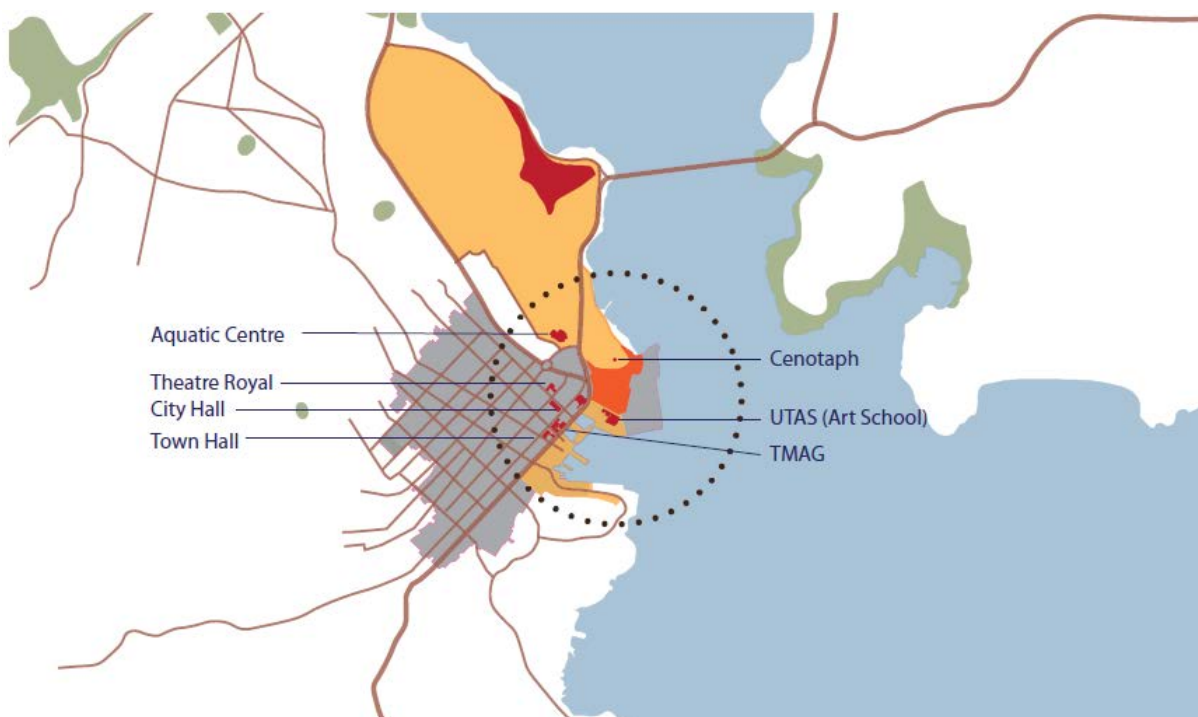 Aquatic Centre
Theatre Royal
City Hall
Town Hall
Cenotaph
UTAS (Art School)
TMAG